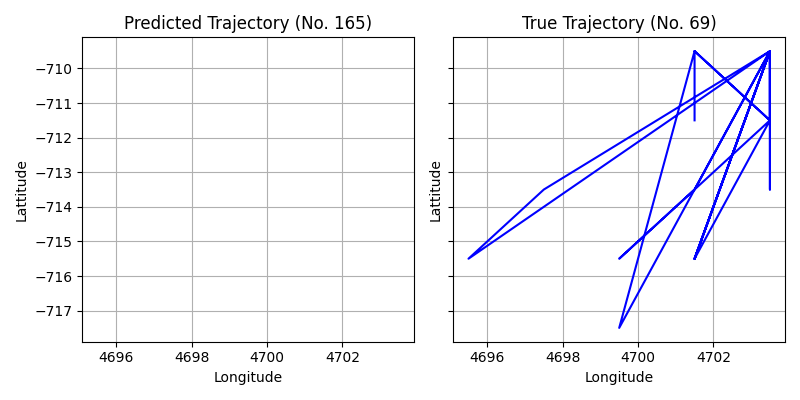 Predicted Trajectory (No. 165)
True Trajectory (No. 69)
−710
−711
−712
−713
−714
−715
−716
−717
Lattitude
Lattitude
4696 4698 4700 4702
4696 4698 4700 4702
Longitude
Longitude